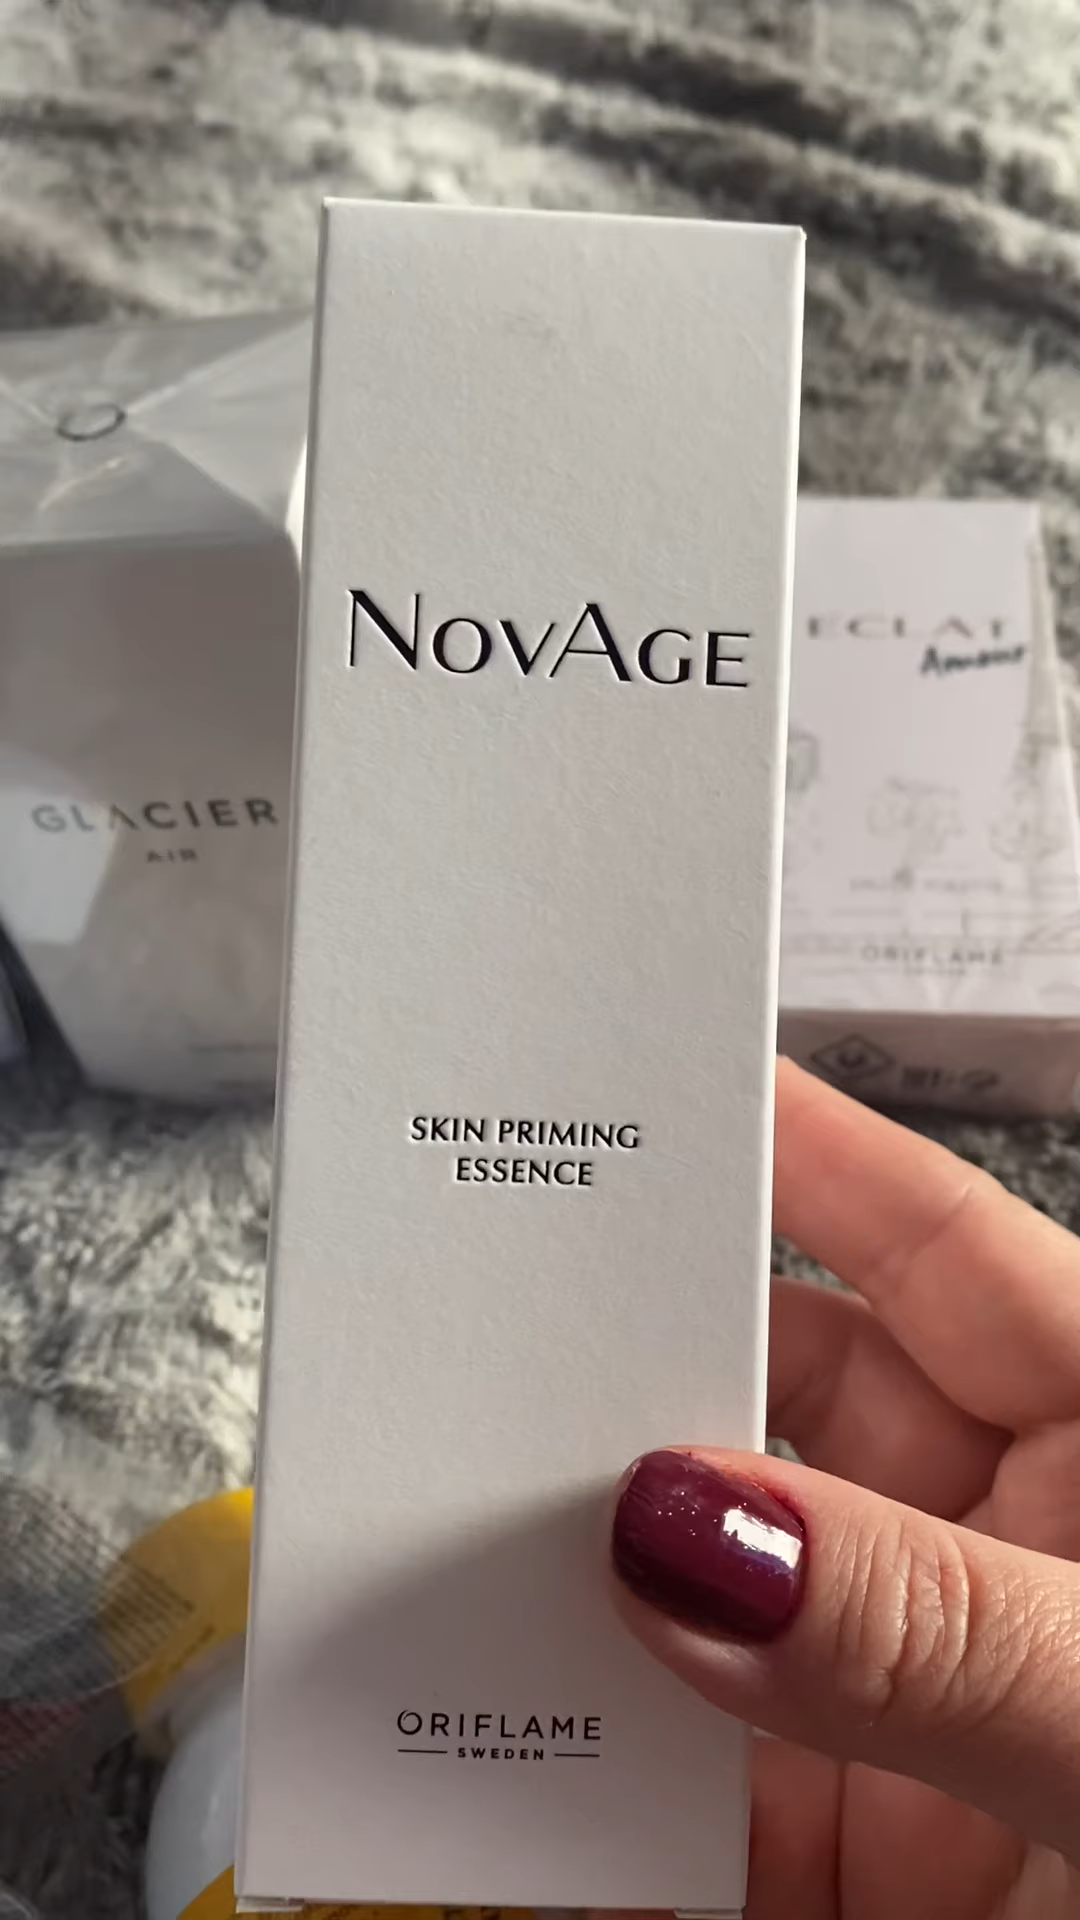 NOVAGE
SKIN PRIMING
ESSENCE
ORIFLAME
SWEDEN
GLACIER
AIR
ECLAT
Amour
ORIFLAME